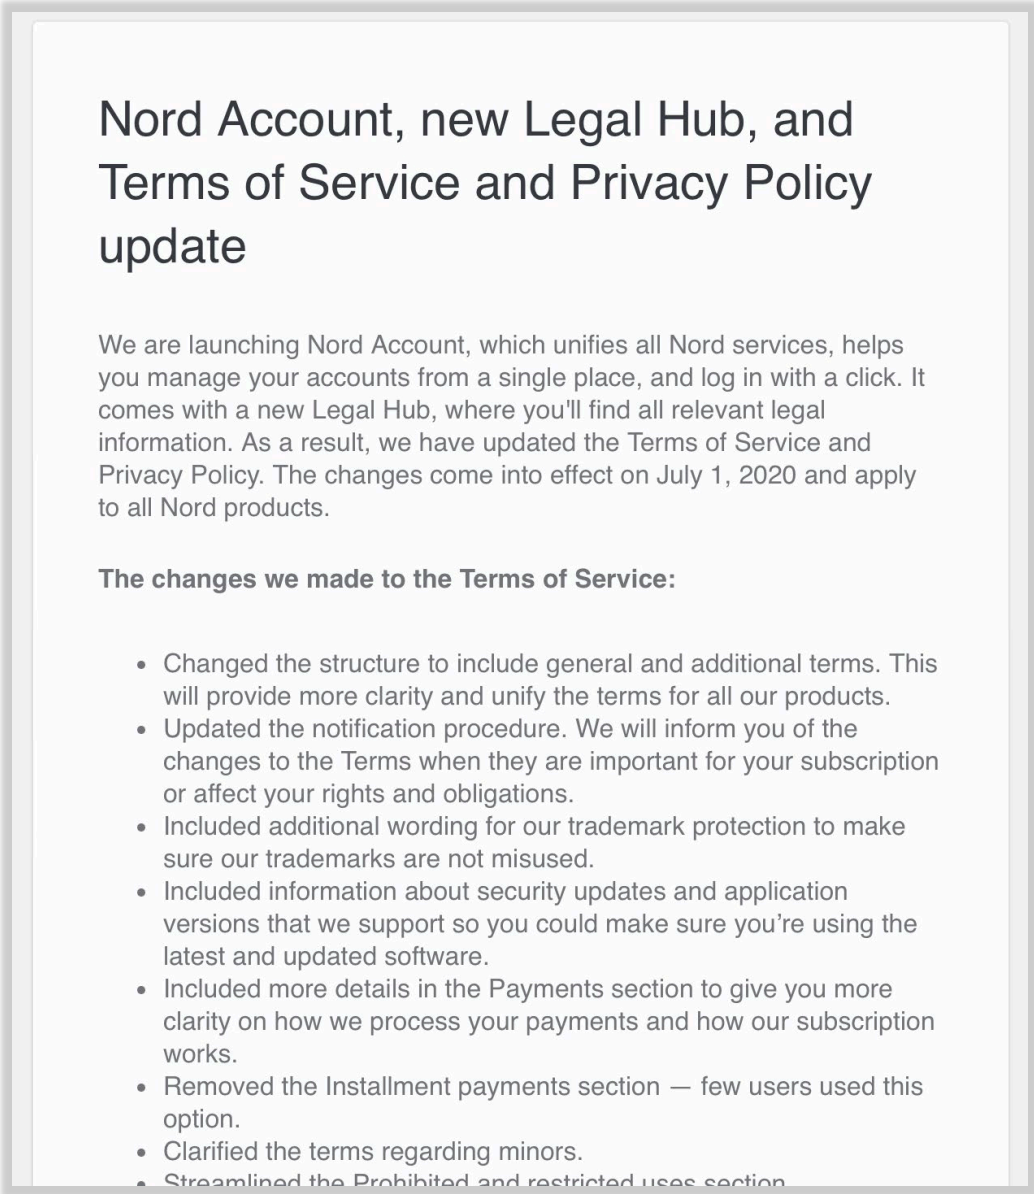 Nord Account, new Legal Hub, and
Terms of Service and Privacy Policy
update
We are launching Nord Account, which unifies all Nord services, helps
you manage your accounts from a single place, and log in with a click. It
comes with a new Legal Hub, where you'll find all relevant legal
information. As a result, we have updated the Terms of Service and
Privacy Policy. The changes come into effect on July 1, 2020 and apply
to all Nord products.
The changes we made to the Terms of Service:
• Changed the structure to include general and additional terms. This
will provide more clarity and unify the terms for all our products.
• Updated the notification procedure. We will inform you of the
changes to the Terms when they are important for your subscription
or affect your rights and obligations.
• Included additional wording for our trademark protection to make
sure our trademarks are not misused.
• Included information about security updates and application
versions that we support so you could make sure you’re using the
latest and updated software.
• Included more details in the Payments section to give you more
clarity on how we process your payments and how our subscription
works.
• Removed the Installment payments section — few users used this
option.
• Clarified the terms regarding minors.
• Streamlined the Prohibited and restricted uses section